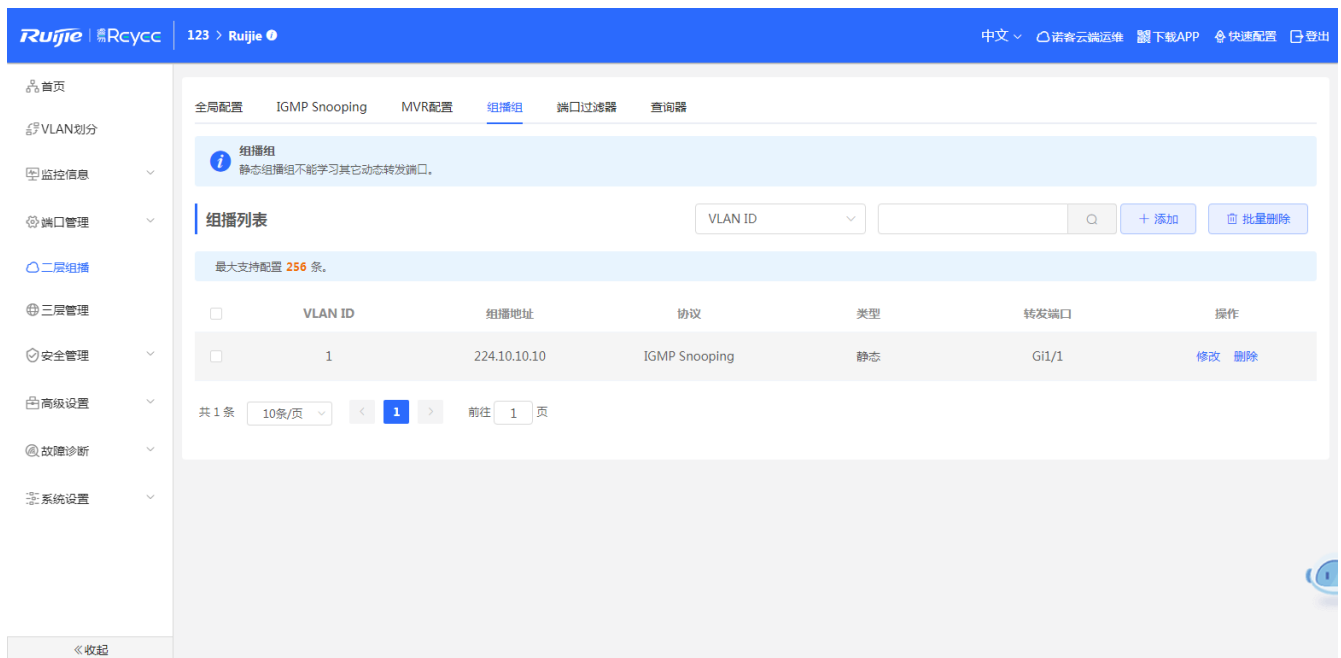 Ruijie | 睿易 Rcycc 123 > Ruijie 中文 诺客云端运维 下载APP 快速配置 登出
首页
VLAN划分
监控信息
端口管理
二层组播
三层管理
安全管理
高级设置
故障诊断
系统设置
«收起
全局配置 IGMP Snooping MVR配置 组播组 端口过滤器 查询器
组播组
静态组播组不能学习其它动态转发端口。
组播列表 VLAN ID + 添加 批量删除
最大支持配置 256 条。
VLAN ID 组播地址 协议 类型 转发端口 操作
1 224.10.10.10 IGMP Snooping 静态 Gi1/1 修改 删除
共 1 条 10条/页 < 1 > 前往 1 页